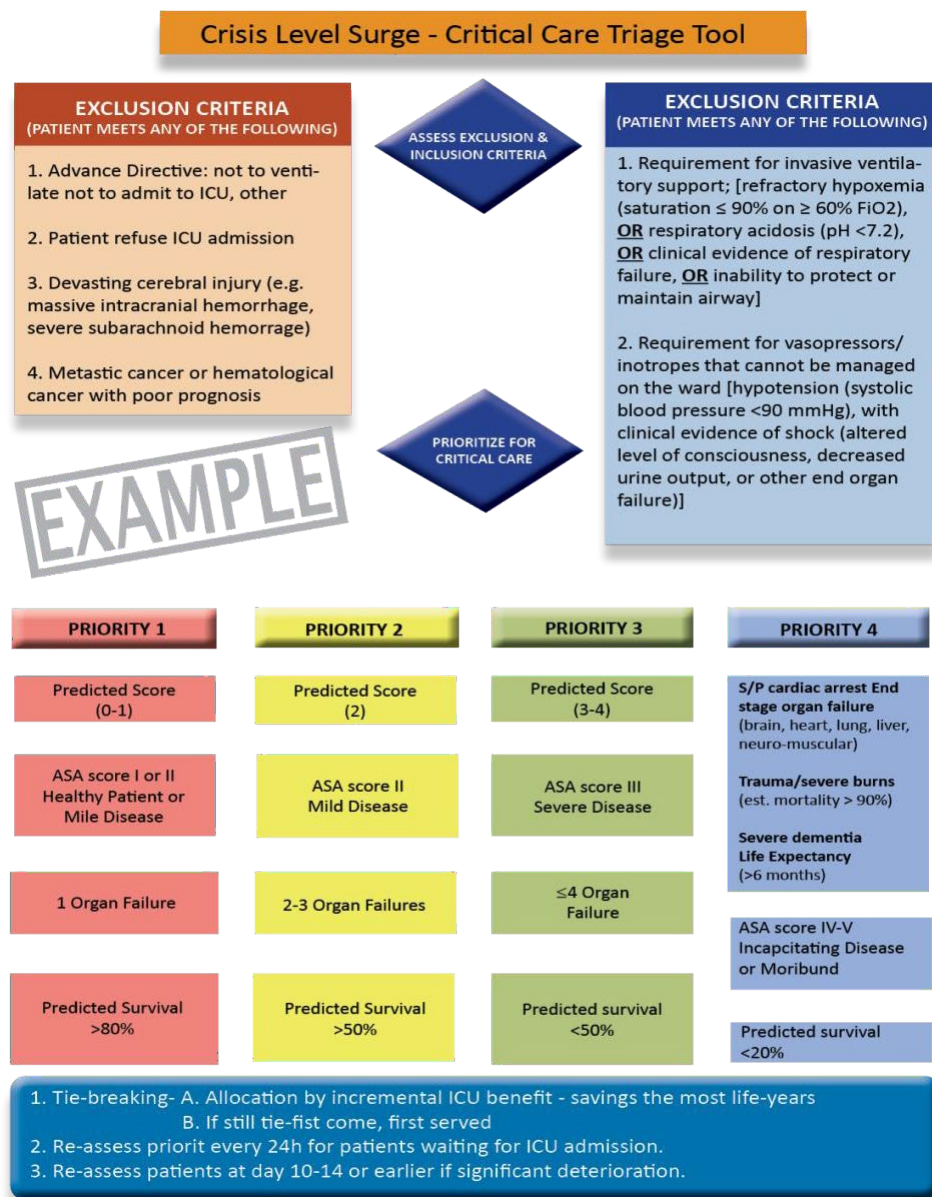 Crisis Level Surge - Critical Care Triage Tool
EXCLUSION CRITERIA
(PATIENT MEETS ANY OF THE FOLLOWING)
1. Advance Directive: not to venti-
late not to admit to ICU, other
2. Patient refuse ICU admission
3. Devasting cerebral injury (e.g.
massive intracranial hemorrhage,
severe subarachnoid hemorrage)
4. Metastic cancer or hematological
cancer with poor prognosis
ASSESS EXCLUSION &
INCLUSION CRITERIA
PRIORITIZE FOR
CRITICAL CARE
EXCLUSION CRITERIA
(PATIENT MEETS ANY OF THE FOLLOWING)
1. Requirement for invasive ventila-
tory support; [refractory hypoxemia
(saturation ≤ 90% on ≥ 60% FiO2),
OR respiratory acidosis (pH <7.2),
OR clinical evidence of respiratory
failure, OR inability to protect or
maintain airway]
2. Requirement for vasopressors/
inotropes that cannot be managed
on the ward [hypotension (systolic
blood pressure <90 mmHg), with
clinical evidence of shock (altered
level of consciousness, decreased
urine output, or other end organ
failure)]
EXAMPLE
PRIORITY 1
Predicted Score
(0-1)
ASA score I or II
Healthy Patient or
Mile Disease
1 Organ Failure
Predicted Survival
>80%
PRIORITY 2
Predicted Score
(2)
ASA score II
Mild Disease
2-3 Organ Failures
Predicted Survival
>50%
PRIORITY 3
Predicted Score
(3-4)
ASA score III
Severe Disease
≤4 Organ
Failure
Predicted survival
<50%
PRIORITY 4
S/P cardiac arrest End
stage organ failure
(brain, heart, lung, liver,
neuro-muscular)
Trauma/severe burns
(est. mortality > 90%)
Severe dementia
Life Expectancy
(>6 months)
ASA score IV-V
Incapcitating Disease
or Moribund
Predicted survival
<20%
1. Tie-breaking- A. Allocation by incremental ICU benefit - savings the most life-years
B. If still tie-fist come, first served
2. Re-assess priorit every 24h for patients waiting for ICU admission.
3. Re-assess patients at day 10-14 or earlier if significant deterioration.